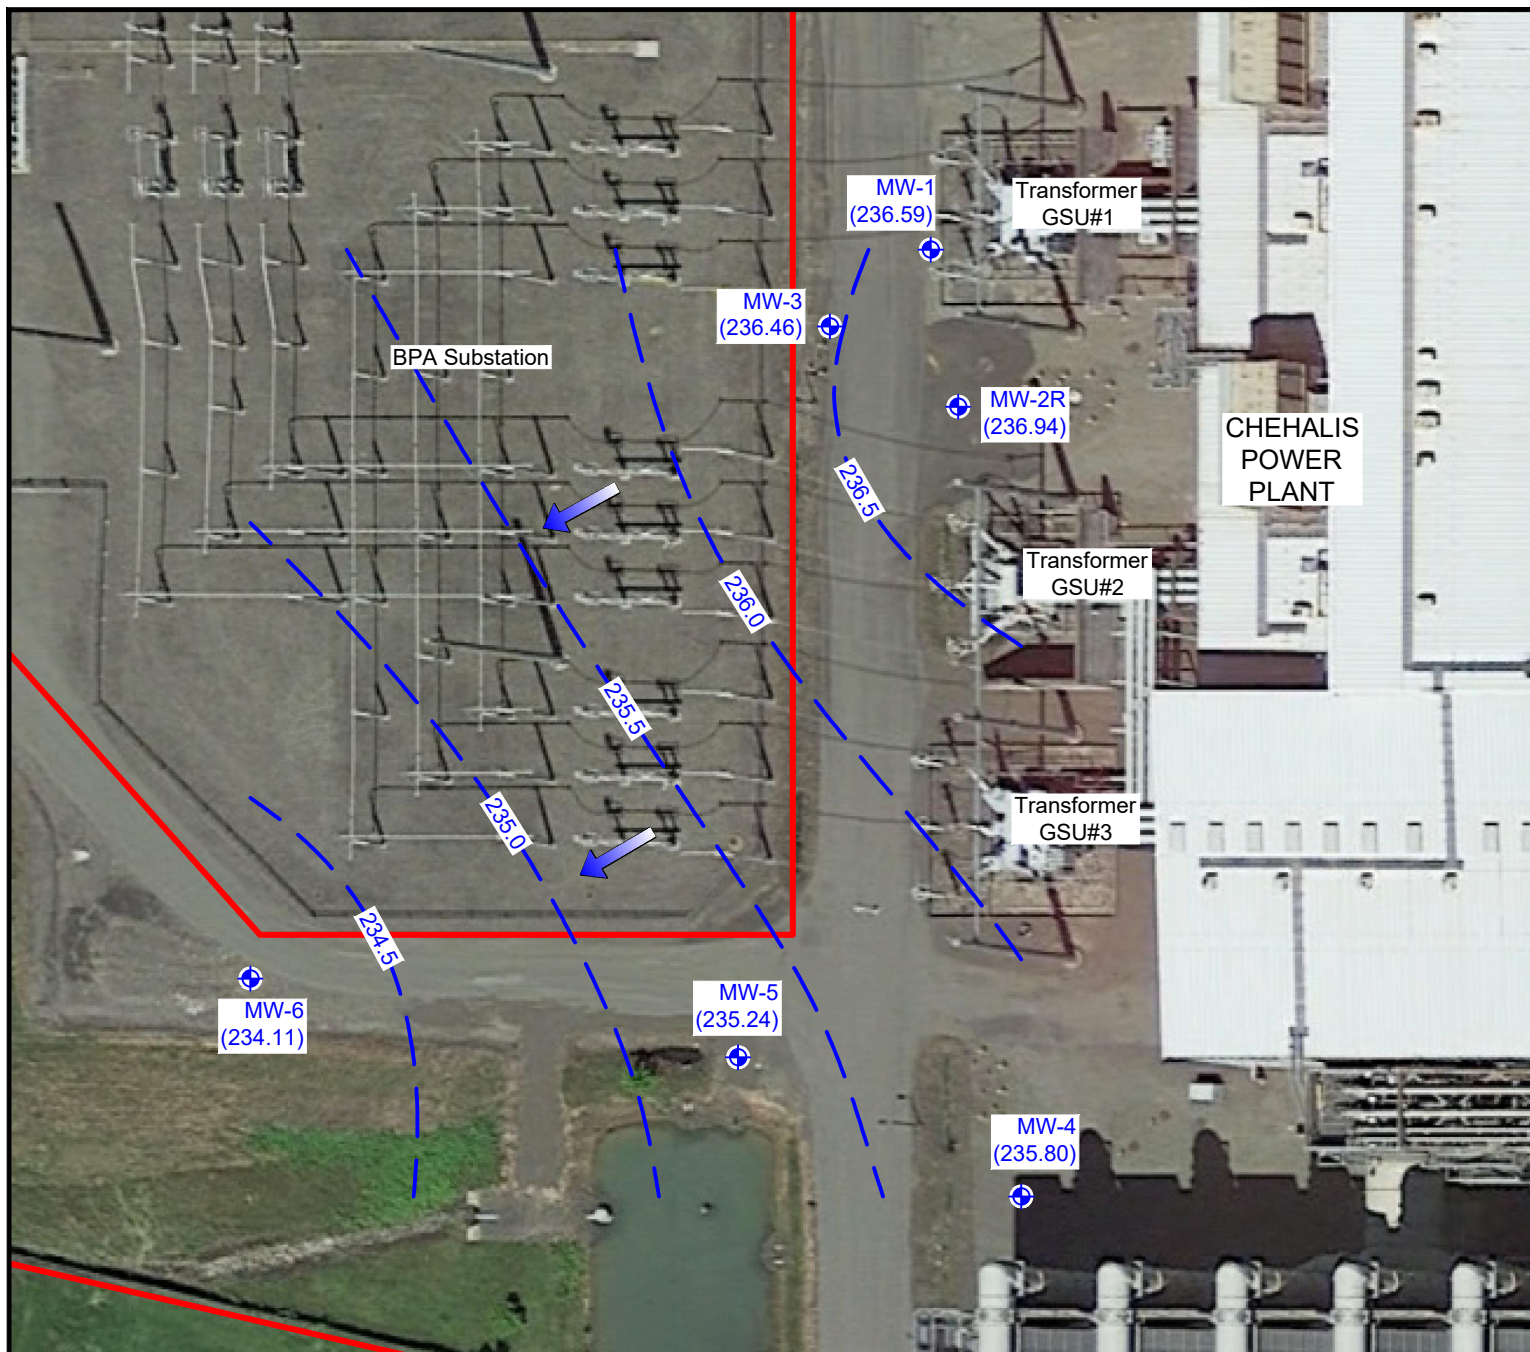 MW-1
(236.59)
Transformer
GSU#1
MW-3
(236.46)
BPA Substation
MW-2R
(236.94)
CHEHALIS
POWER
PLANT
236.5
Transformer
GSU#2
236.0
235.5
235.0
Transformer
GSU#3
234.5
MW-6
(234.11)
MW-5
(235.24)
MW-4
(235.80)